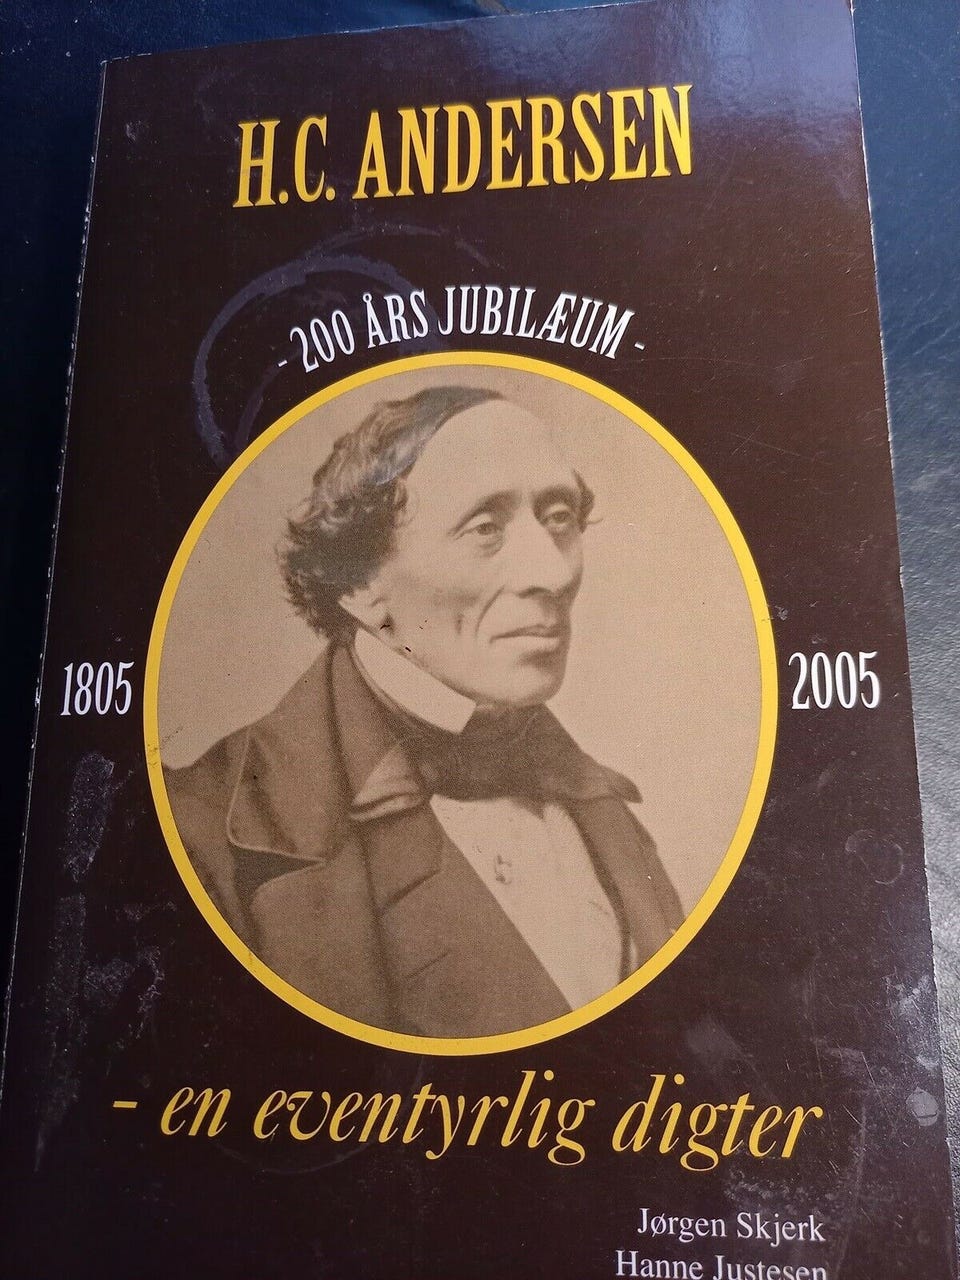 H.C. ANDERSEN
- 200 ÅRS JUBILÆUM -
1805
2005
- en eventyrlig digter
Jørgen Skjerk
Hanne Justesen